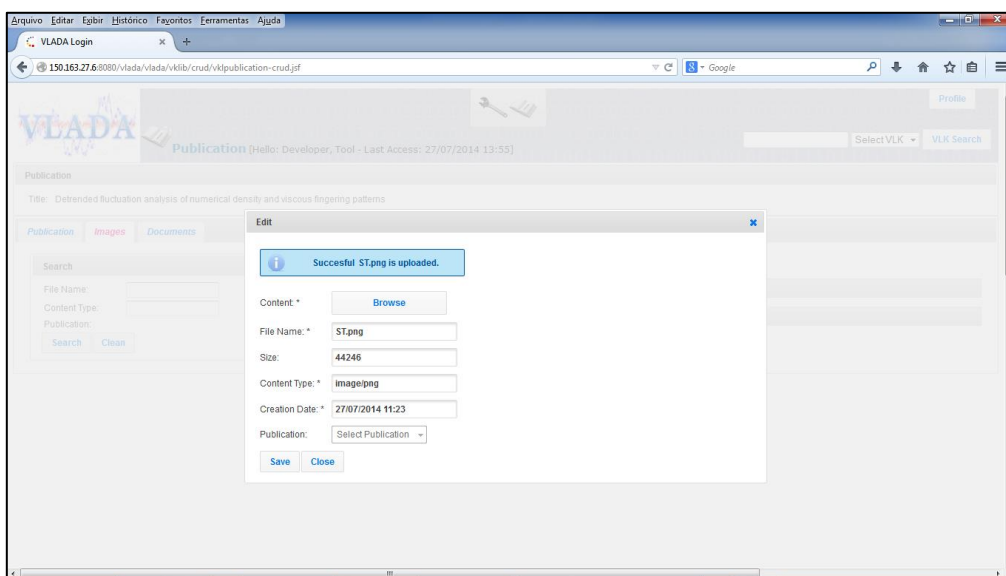 Arquivo Editar Exibir Histórico Favoritos Ferramentas Ajuda
VLADA Login
150.163.27.6:8080/vlada/vlada/vklib/crud/vklpublication-crud.jsf
Google
Profile
VLADA
Publication [Hello: Developer, Tool - Last Access: 27/07/2014 13:55]
Select VLK
VLK Search
Publication
Title: Detrended fluctuation analysis of numerical density and viscous fingering patterns
Publication Images Documents
Edit
Succesful ST.png is uploaded.
Search
File Name:
Content Type:
Publication:
Search Clean
Content: * Browse
File Name: * ST.png
Size: 44246
Content Type: * image/png
Creation Date: * 27/07/2014 11:23
Publication: Select Publication
Save Close